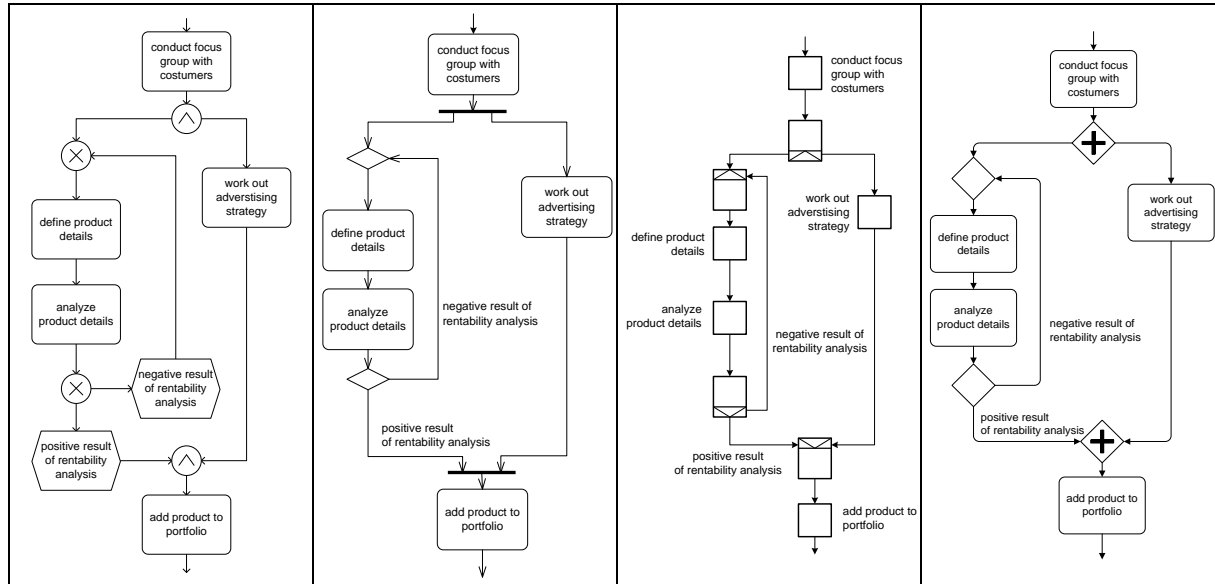 conduct focus
group with
costumers
work out
adverstising
strategy
define product
details
analyze
product details
negative result
of rentability
analysis
positive result
of rentability
analysis
add product to
portfolio
conduct focus
group with
costumers
work out
advertising
strategy
define product
details
analyze
product details
negative result of
rentability analysis
positive result
of rentability analysis
add product to
portfolio
conduct focus
group with
costumers
work out
adverstising
strategy
define product
details
analyze
product details
negative result of
rentability analysis
positive result
of rentability analysis
add product to
portfolio
conduct focus
group with
costumers
work out
advertising
strategy
define product
details
analyze
product details
negative result of
rentability analysis
positive result
of rentability analysis
add product to
portfolio